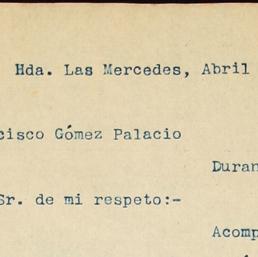 Hda. Las Mercedes, Abril
cisco Gómez Palacio
Duran
Sr. de mi respeto:-
Acomp